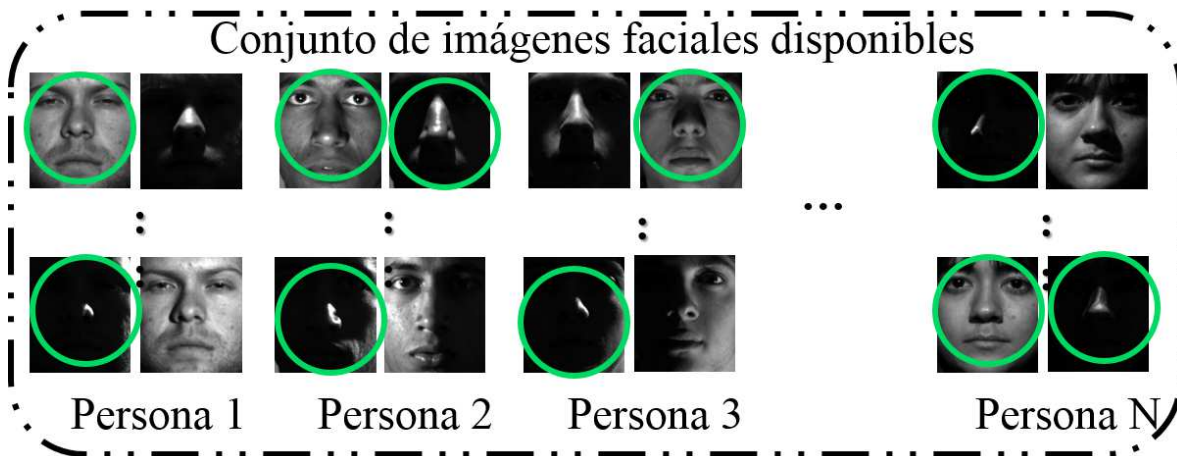 Conjunto de imágenes faciales disponibles
...
Persona 1
Persona 2
Persona 3
Persona N